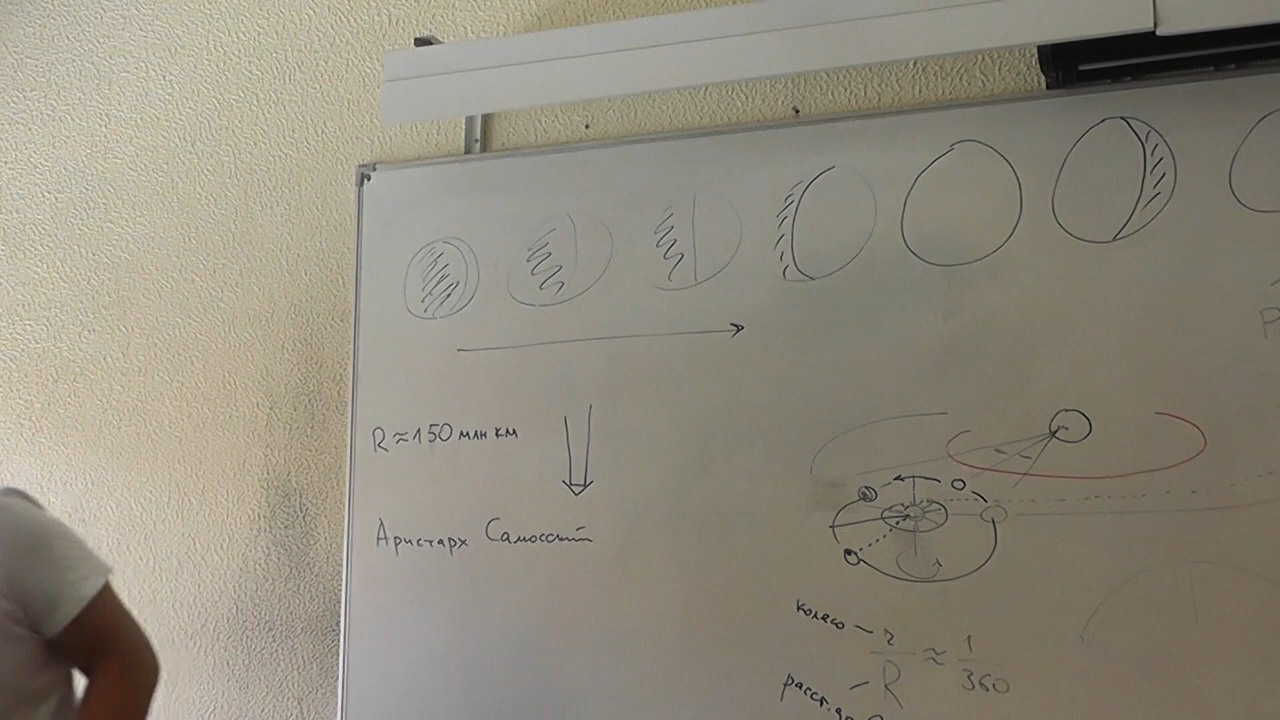 R ≈ 150 млн км
Аристарх Самосский
колесо — r/R ≈ 1/360
расст. до